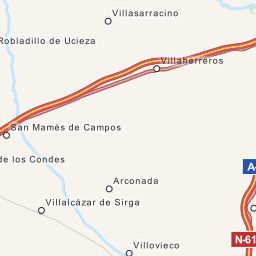 Villasarracino
Robladillo de Ucieza
Villaherreros
San Mamés de Campos
de los Condes
A-
Arconada
Villalcázar de Sirga
N-61
Villovieco